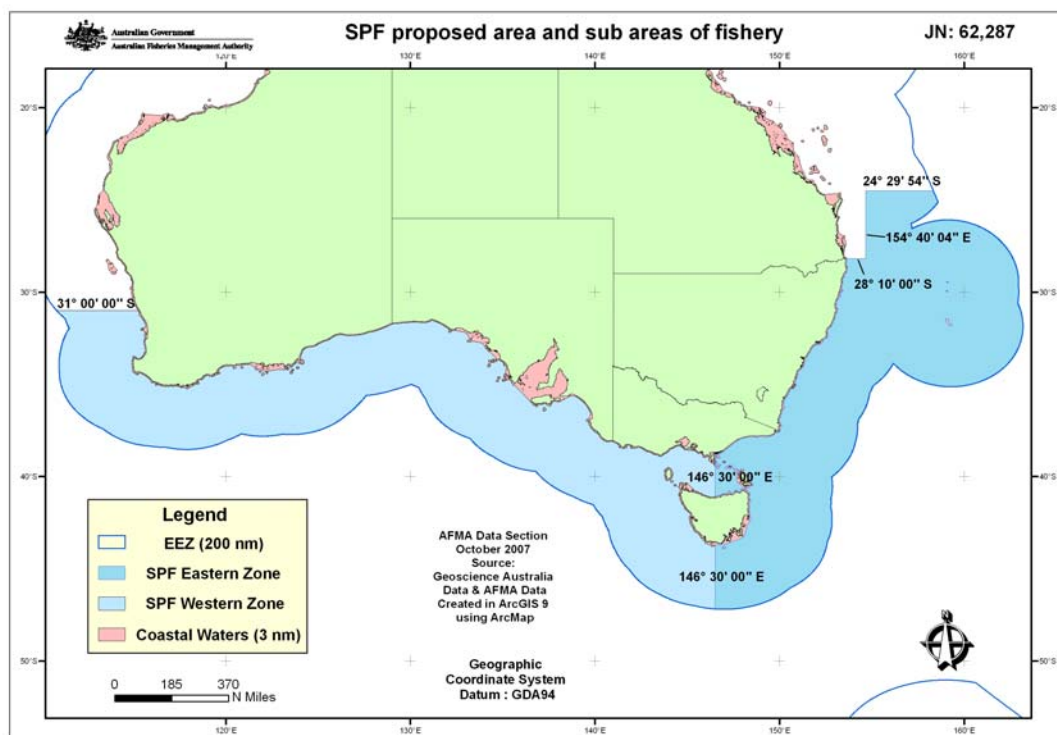 Australian Government
Australian Fisheries Management Authority
SPF proposed area and sub areas of fishery
JN: 62,287
120°E
130°E
140°E
150°E
160°E
20°S
20°S
24° 29' 54" S
154° 40' 04" E
28° 10' 00" S
30°S
31° 00' 00" S
30°S
40°S
146° 30' 00" E
40°S
Legend
EEZ (200 nm)
SPF Eastern Zone
SPF Western Zone
Coastal Waters (3 nm)
AFMA Data Section
October 2007
Source:
Geoscience Australia
Data & AFMA Data
Created in ArcGIS 9
using ArcMap
146° 30' 00" E
Geographic
Coordinate System
Datum : GDA94
50°S
50°S
0 185 370
N Miles
120°E
130°E
140°E
150°E
160°E